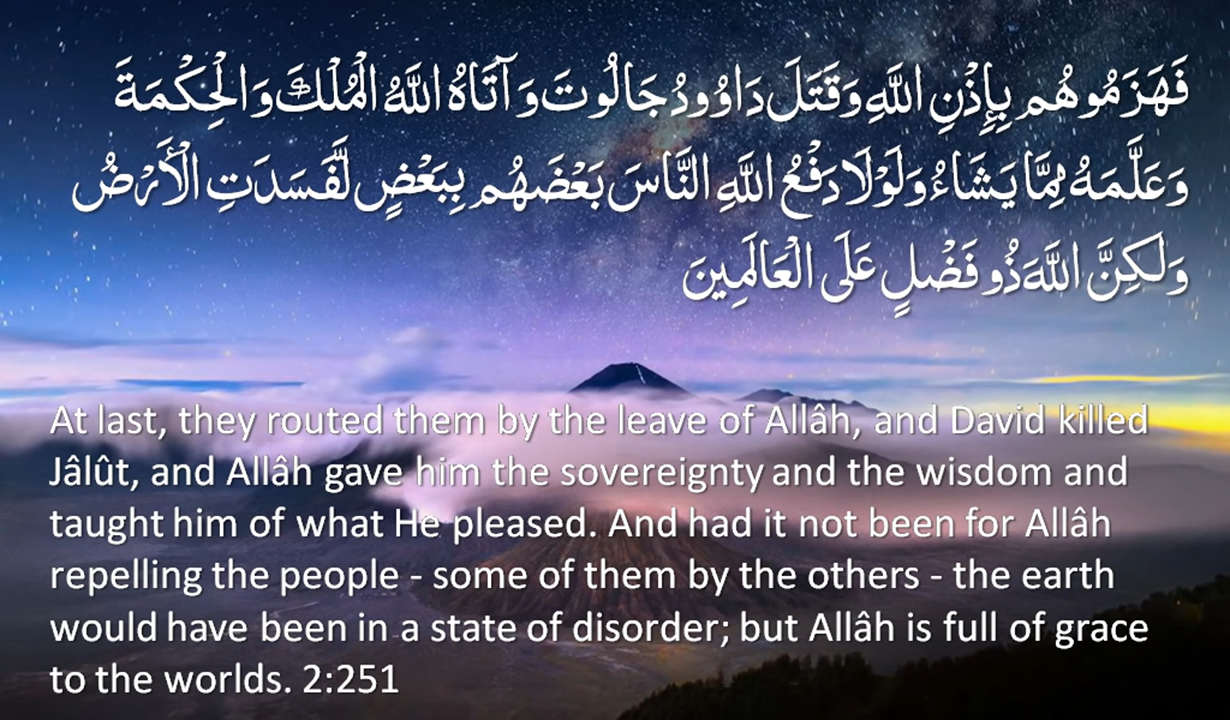 فَهَزَمُوهُم بِإِذْنِ اللَّهِ وَقَتَلَ دَاوُودُ جَالُوتَ وَآتَاهُ اللَّهُ الْمُلْكَ وَالْحِكْمَةَ
وَعَلَّمَهُ مِمَّا يَشَاءُ وَلَوْلَا دَفْعُ اللَّهِ النَّاسَ بَعْضَهُم بِبَعْضٍ لَّفَسَدَتِ الْأَرْضُ
وَلَكِنَّ اللَّهَ ذُو فَضْلٍ عَلَى الْعَالَمِينَ
At last, they routed them by the leave of Allâh, and David killed
Jâlût, and Allâh gave him the sovereignty and the wisdom and
taught him of what He pleased. And had it not been for Allâh
repelling the people - some of them by the others - the earth
would have been in a state of disorder; but Allâh is full of grace
to the worlds. 2:251